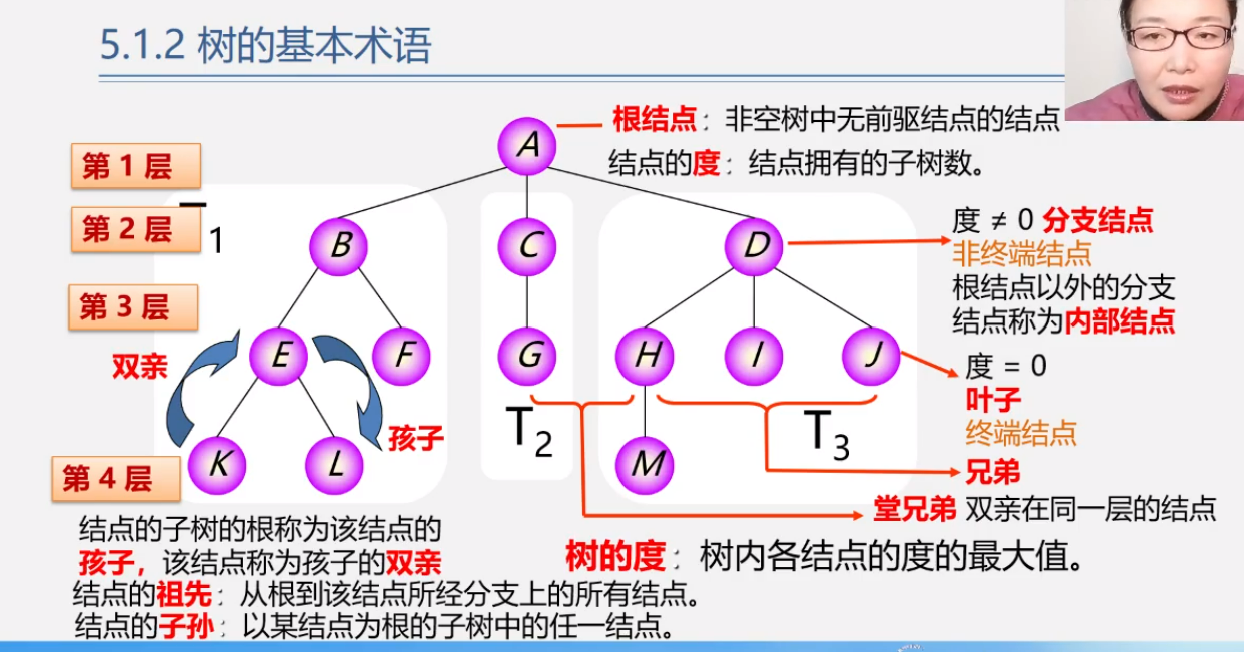 5.1.2 树的基本术语
根结点：非空树中无前驱结点的结点
结点的度：结点拥有的子树数。
A
第 1 层
第 2 层
1
B
C
D
度 ≠ 0 分支结点
非终端结点
根结点以外的分支
结点称为内部结点
第 3 层
双亲
E
F
G
H
I
J
度 = 0
叶子
终端结点
孩子
T2
T3
第 4 层
K
L
M
兄弟
堂兄弟 双亲在同一层的结点
结点的子树的根称为该结点的
孩子，该结点称为孩子的双亲
树的度：树内各结点的度的最大值。
结点的祖先：从根到该结点所经分支上的所有结点。
结点的子孙：以某结点为根的子树中的任一结点。